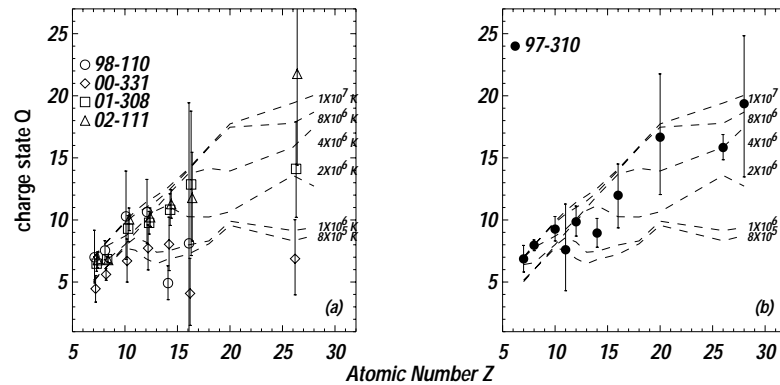 25
20
15
10
5
charge state Q
98-110
00-331
01-308
02-111
1X10⁷ K
8X10⁶ K
4X10⁶ K
2X10⁶ K
1X10⁶ K
8X10⁵ K
(a)
5 10 15 20 25
25
20
15
10
5
97-310
1X10⁷
8X10⁶
4X10⁶
2X10⁶
1X10⁶
8X10⁵
(b)
5 10 15 20 25
Atomic Number Z